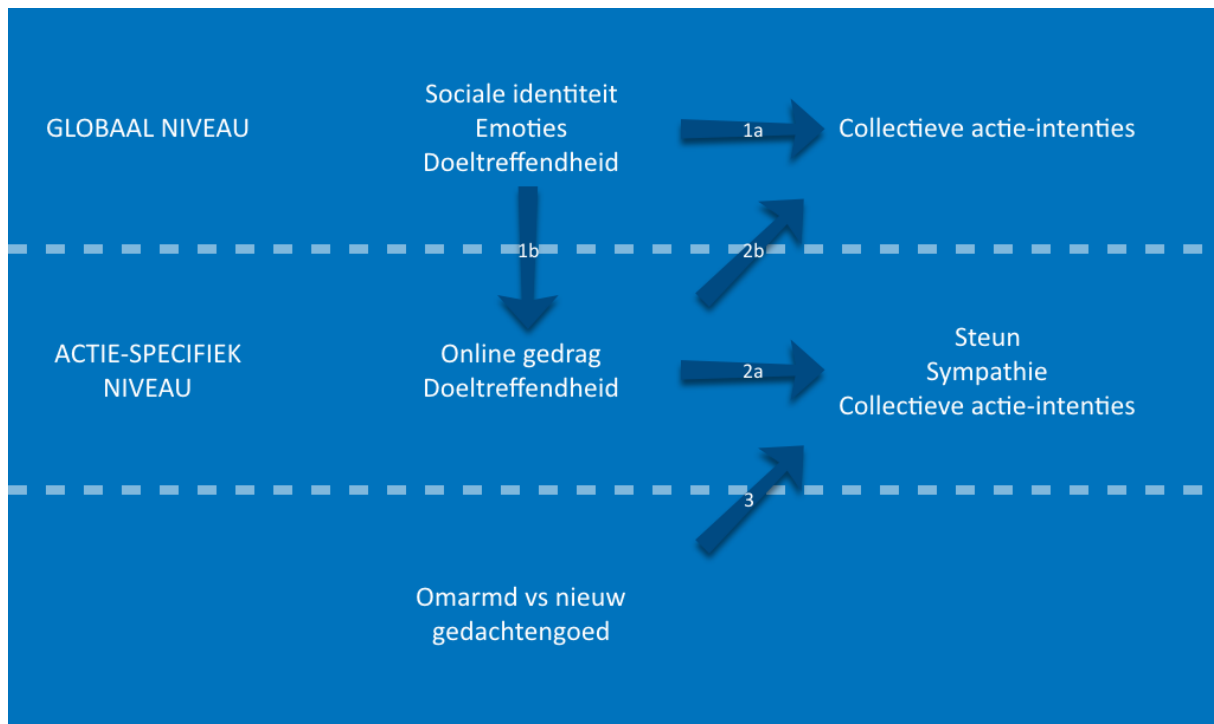 GLOBAAL NIVEAU
Sociale identiteit
Emoties
Doeltreffendheid
1a
Collectieve actie-intenties
1b
2b
ACTIE-SPECIFIEK
NIVEAU
Online gedrag
Doeltreffendheid
2a
Steun
Sympathie
Collectieve actie-intenties
3
Omarmd vs nieuw
gedachtengoed